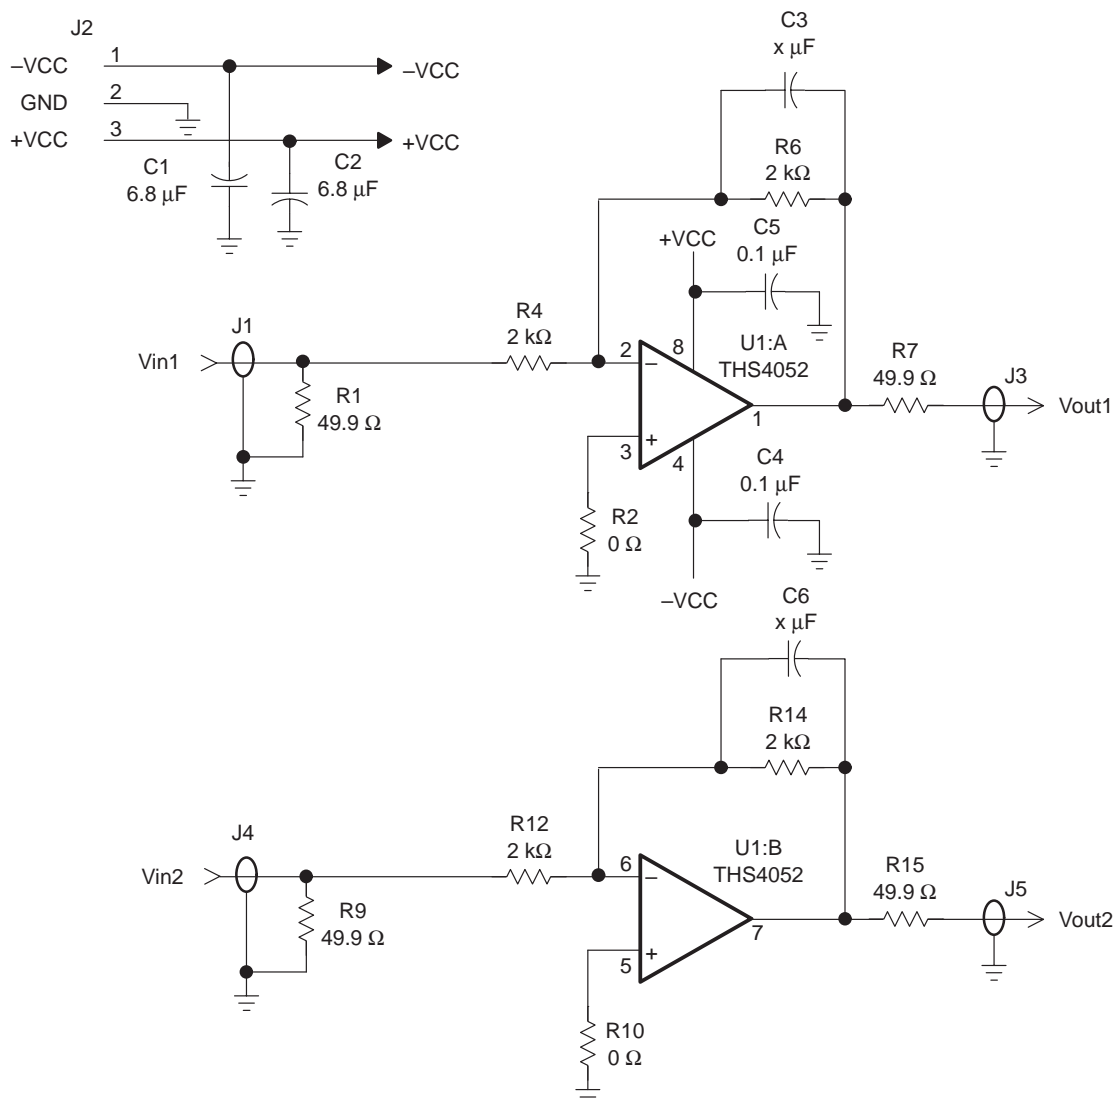 J2
–VCC
1
–VCC
GND
2
+VCC
3
+VCC
C1
6.8 μF
C2
6.8 μF
C3
x μF
R6
2 kΩ
C5
0.1 μF
+VCC
Vin1
J1
R1
49.9 Ω
R4
2 kΩ
2
–
8
U1:A
THS4052
3
+
4
1
R7
49.9 Ω
J3
Vout1
C4
0.1 μF
R2
0 Ω
–VCC
C6
x μF
R14
2 kΩ
Vin2
J4
R9
49.9 Ω
R12
2 kΩ
6
–
U1:B
THS4052
5
+
7
R15
49.9 Ω
J5
Vout2
R10
0 Ω